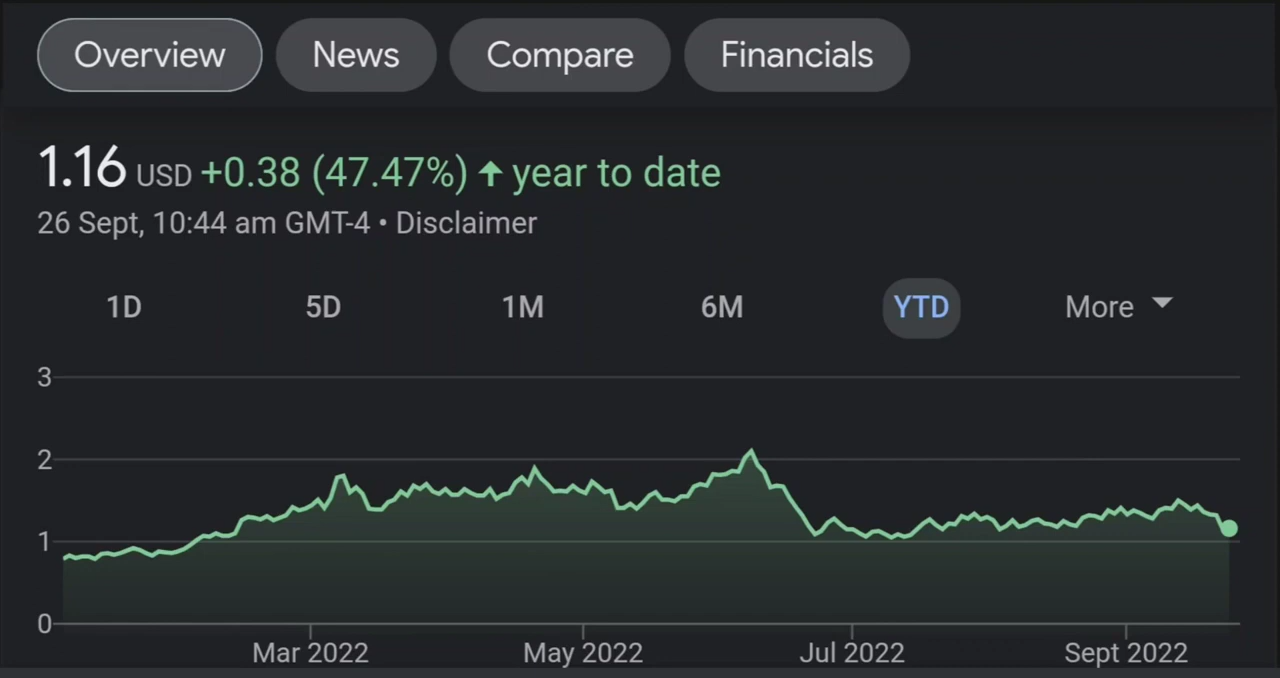 Overview News Compare Financials
1.16 USD +0.38 (47.47%) ↑ year to date
26 Sept, 10:44 am GMT-4 • Disclaimer
1D 5D 1M 6M YTD More
3
2
1
0
Mar 2022 May 2022 Jul 2022 Sept 2022